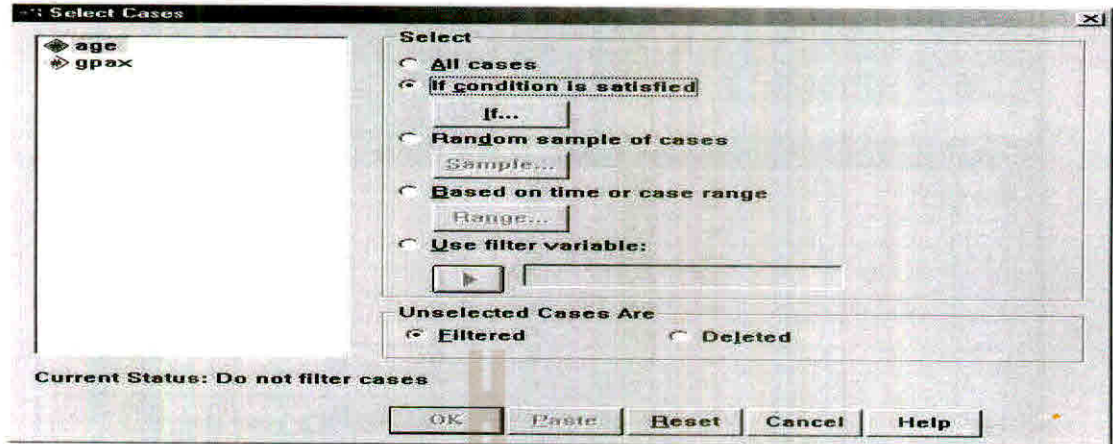 Select Cases
age
gpax
Select
All cases
If condition is satisfied
If...
Random sample of cases
Sample...
Based on time or case range
Range...
Use filter variable:
Unselected Cases Are
Filtered
Deleted
Current Status: Do not filter cases
OK Paste Reset Cancel Help